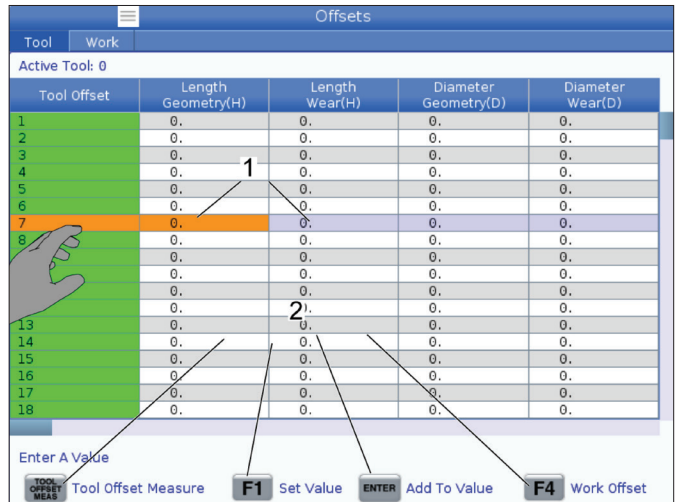 Offsets
Tool Work
Active Tool: 0
Tool Offset Length Geometry(H) Length Wear(H) Diameter Geometry(D) Diameter Wear(D)
1 0. 0. 0. 0.
2 0. 0. 0. 0.
3 0. 0. 0. 0.
4 0. 0. 0. 0.
1
5 0. 0. 0. 0.
6 0. 0. 0. 0.
7 0. 0. 0. 0.
8 0. 0. 0. 0.
0. 0. 0. 0.
0. 0. 0. 0.
0. 0. 0. 0.
0. 0. 0.
2
13 0. 0. 0. 0.
14 0. 0. 0. 0.
15 0. 0. 0. 0.
16 0. 0. 0. 0.
17 0. 0. 0. 0.
18 0. 0. 0. 0.
Enter A Value
TOOL OFFSET MEAS Tool Offset Measure F1 Set Value ENTER Add To Value F4 Work Offset